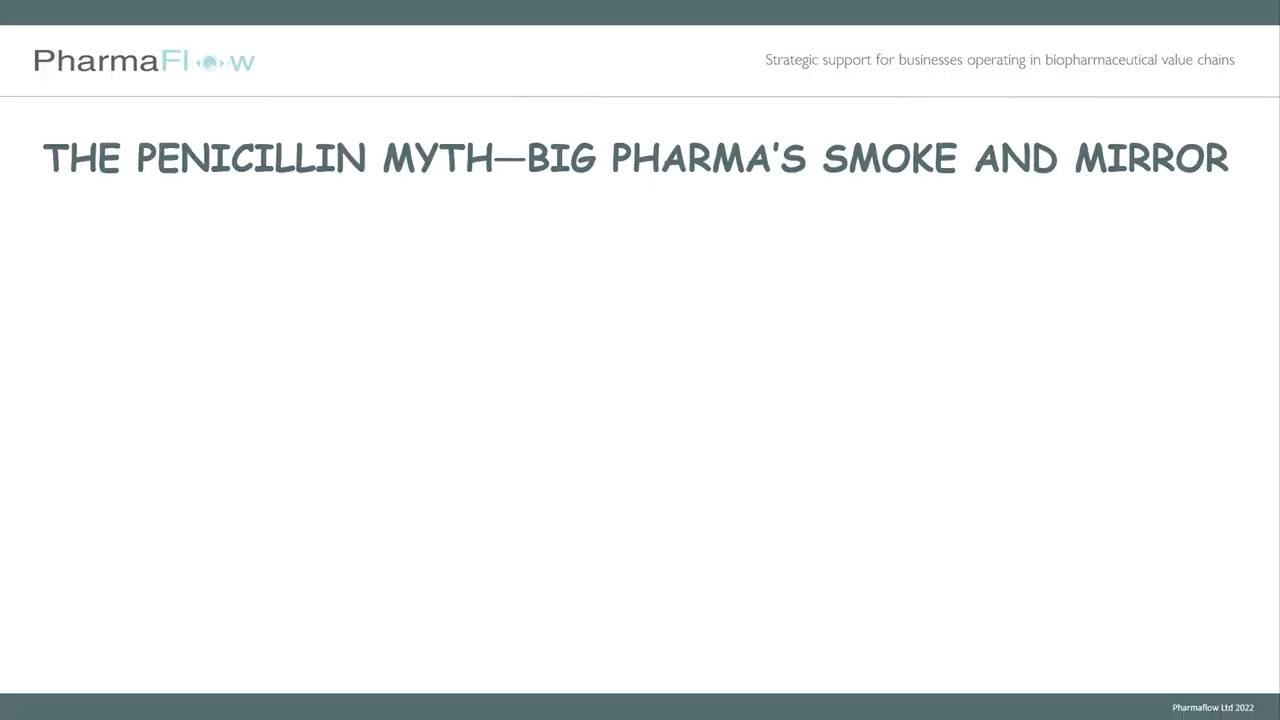 PharmaFlow
Strategic support for businesses operating in biopharmaceutical value chains
THE PENICILLIN MYTH—BIG PHARMA'S SMOKE AND MIRROR
Pharmaflow Ltd 2022